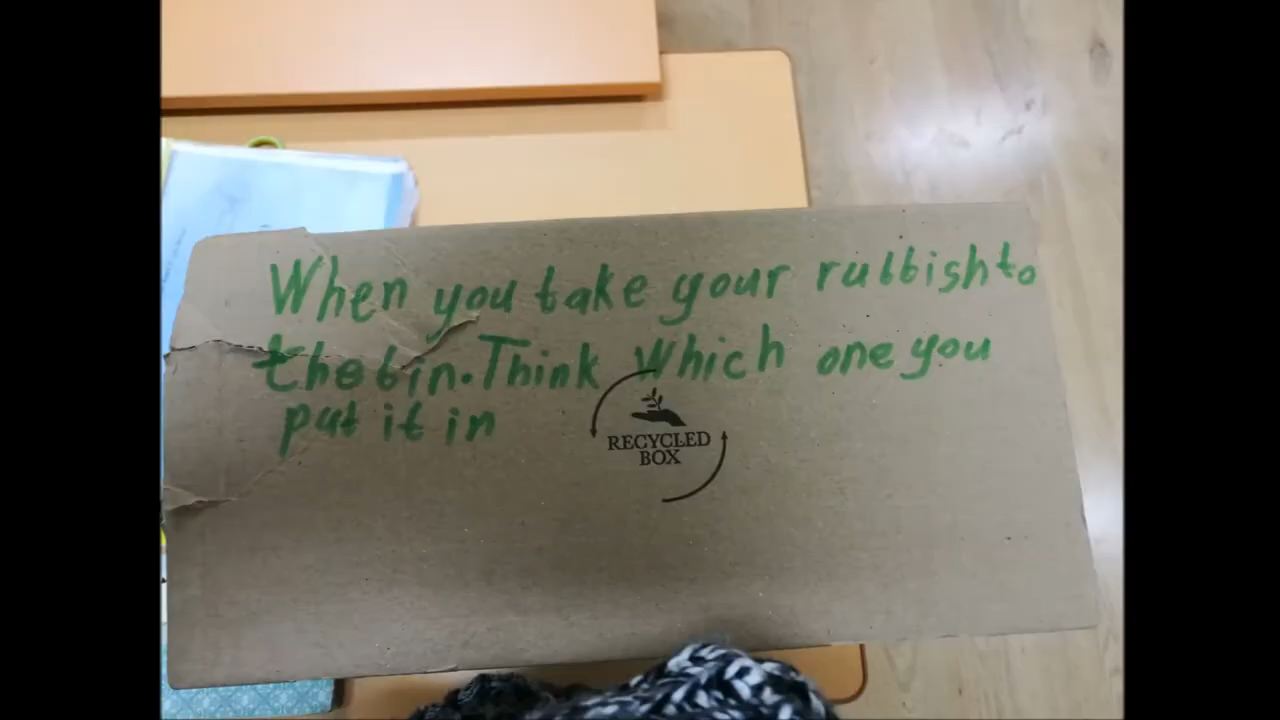 When you take your rubbish to
the bin. Think Which one you
put it in
RECYCLED
BOX